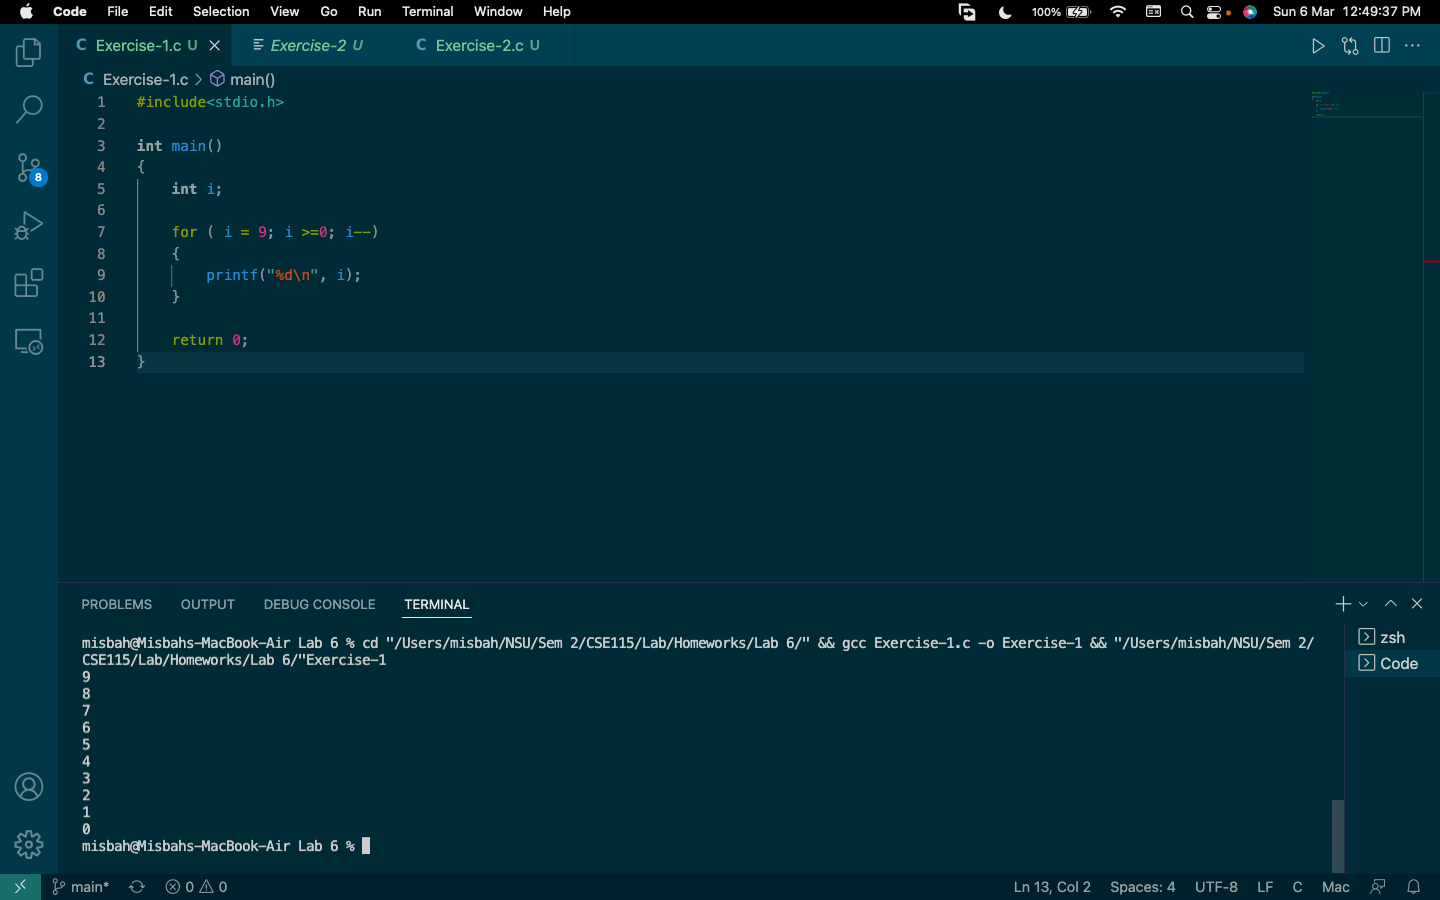 Code File Edit Selection View Go Run Terminal Window Help 100% Sun 6 Mar 12:49:37 PM
C Exercise-1.c U Exercise-2 U C Exercise-2.c U
C Exercise-1.c > main()
1 #include<stdio.h>
2
3 int main()
4 {
5 int i;
6
7 for ( i = 9; i >=0; i--)
8 {
9 printf("%d\n", i);
10 }
11
12 return 0;
13 }
8
PROBLEMS OUTPUT DEBUG CONSOLE TERMINAL
misbah@Misbahs-MacBook-Air Lab 6 % cd "/Users/misbah/NSU/Sem 2/CSE115/Lab/Homeworks/Lab 6/" && gcc Exercise-1.c -o Exercise-1 && "/Users/misbah/NSU/Sem 2/
CSE115/Lab/Homeworks/Lab 6/"Exercise-1
9
8
7
6
5
4
3
2
1
0
misbah@Misbahs-MacBook-Air Lab 6 %
zsh
Code
main* 0 0 Ln 13, Col 2 Spaces: 4 UTF-8 LF C Mac